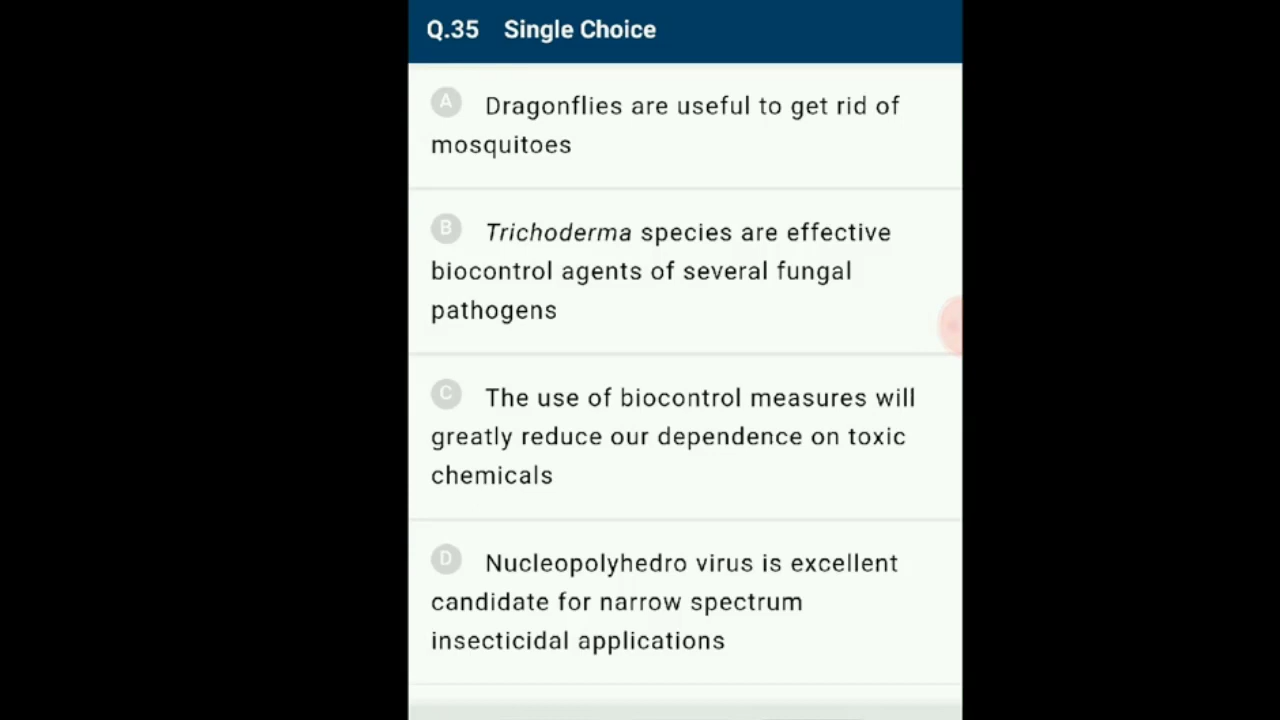 Q.35 Single Choice
A Dragonflies are useful to get rid of
mosquitoes
B Trichoderma species are effective
biocontrol agents of several fungal
pathogens
C The use of biocontrol measures will
greatly reduce our dependence on toxic
chemicals
D Nucleopolyhedro virus is excellent
candidate for narrow spectrum
insecticidal applications